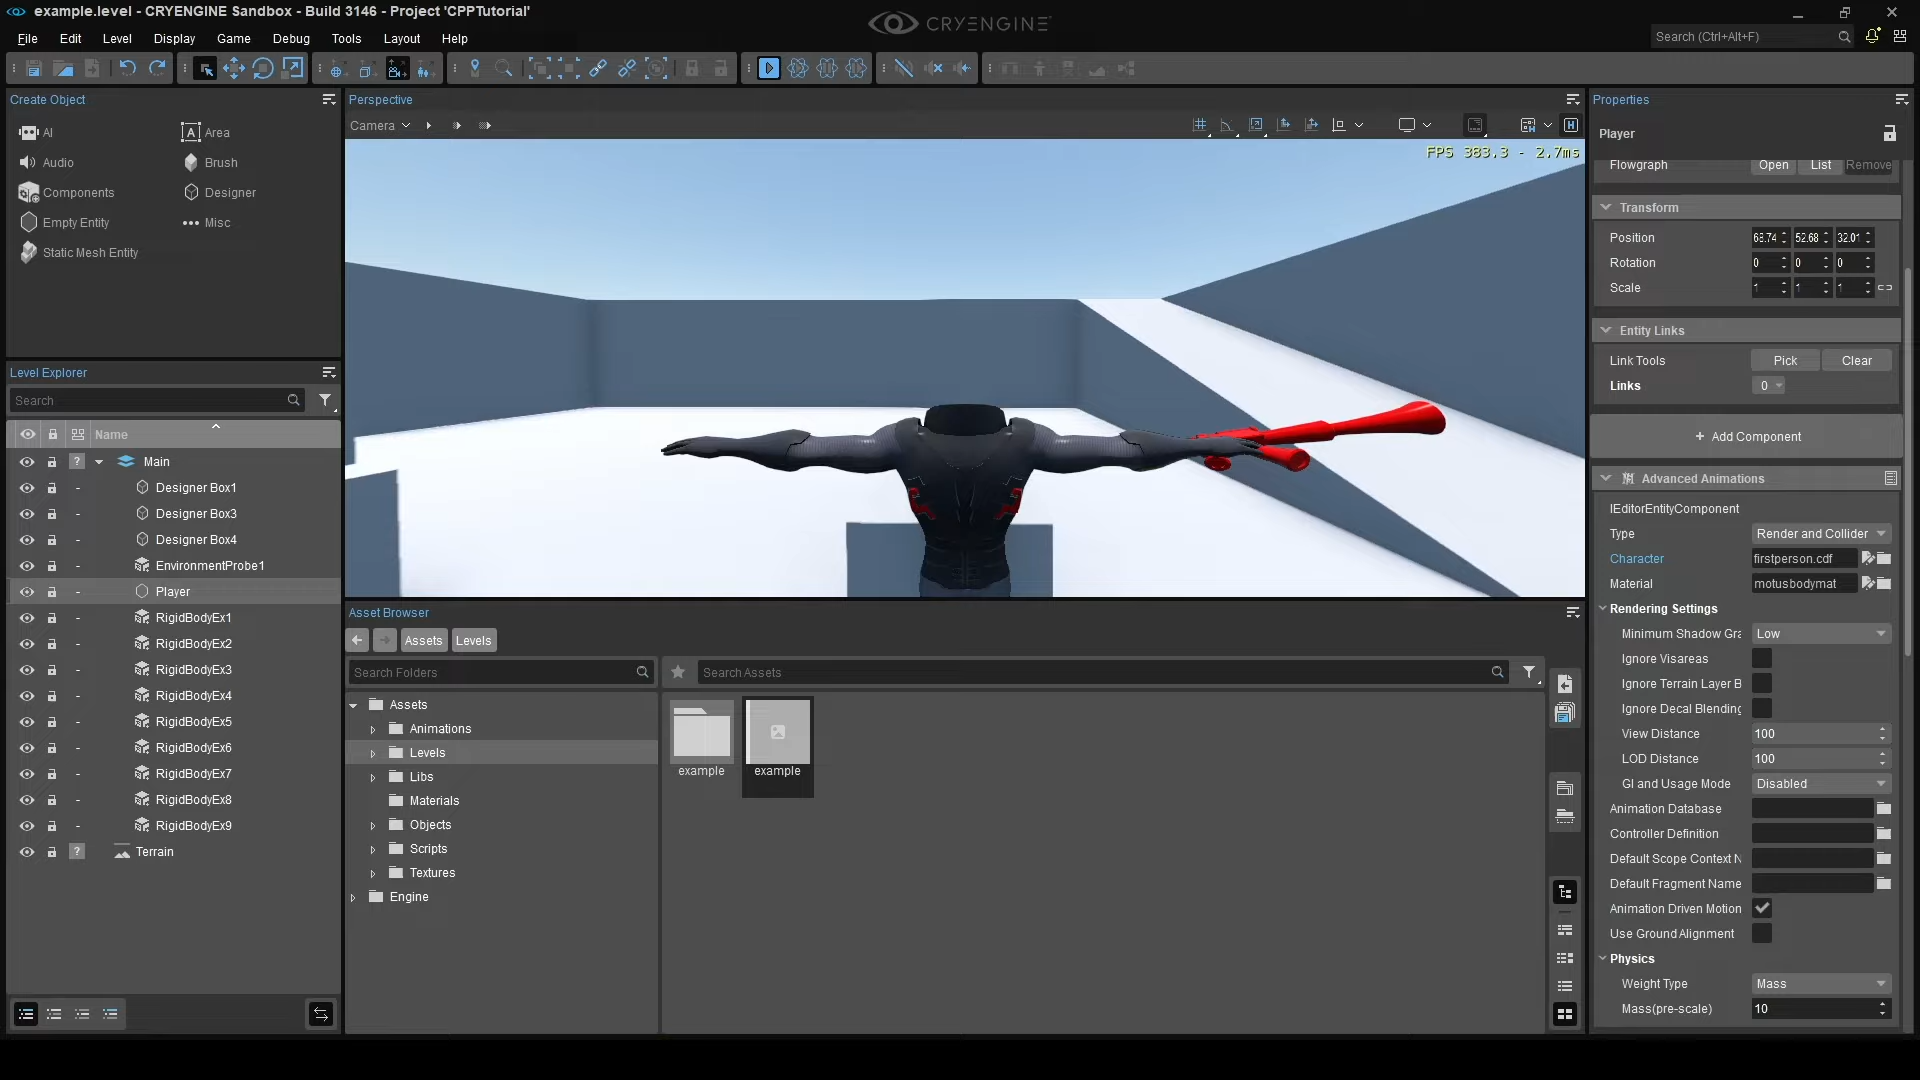 example.level - CRYENGINE Sandbox - Build 3146 - Project 'CPPTutorial'
CRYENGINE
File Edit Level Display Game Debug Tools Layout Help
Search (Ctrl+Alt+F)
Create Object
AI
Area
Audio
Brush
Components
Designer
Empty Entity
Misc
Static Mesh Entity
Level Explorer
Search
Name
? Main
- Designer Box1
- Designer Box3
- Designer Box4
- EnvironmentProbe1
- Player
- RigidBodyEx1
- RigidBodyEx2
- RigidBodyEx3
- RigidBodyEx4
- RigidBodyEx5
- RigidBodyEx6
- RigidBodyEx7
- RigidBodyEx8
- RigidBodyEx9
? Terrain
Perspective
Camera
FPS 383.3 - 2.7ms
Asset Browser
Assets Levels
Search Folders
Search Assets
Assets
Animations
Levels
Libs
Materials
Objects
Scripts
Textures
Engine
example
example
Properties
Player
Flowgraph Open List Remove
Transform
Position 68.74 52.68 32.01
Rotation 0 0 0
Scale 1 1 1
Entity Links
Link Tools Pick Clear
Links 0
+ Add Component
Advanced Animations
IEditorEntityComponent
Type Render and Collider
Character firstperson.cdf
Material motusbodymat
Rendering Settings
Minimum Shadow Gra Low
Ignore Visareas
Ignore Terrain Layer B
Ignore Decal Blending
View Distance 100
LOD Distance 100
GI and Usage Mode Disabled
Animation Database
Controller Definition
Default Scope Context N
Default Fragment Name
Animation Driven Motion
Use Ground Alignment
Physics
Weight Type Mass
Mass(pre-scale) 10